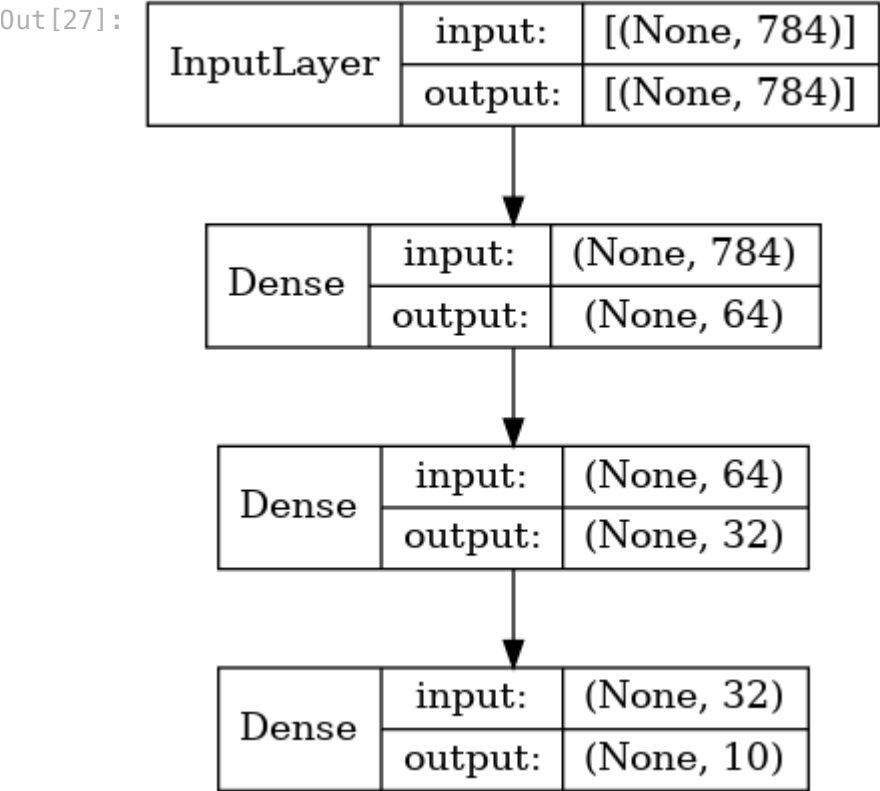 Out[27]:
InputLayer
input: [(None, 784)]
output: [(None, 784)]
Dense
input: (None, 784)
output: (None, 64)
Dense
input: (None, 64)
output: (None, 32)
Dense
input: (None, 32)
output: (None, 10)